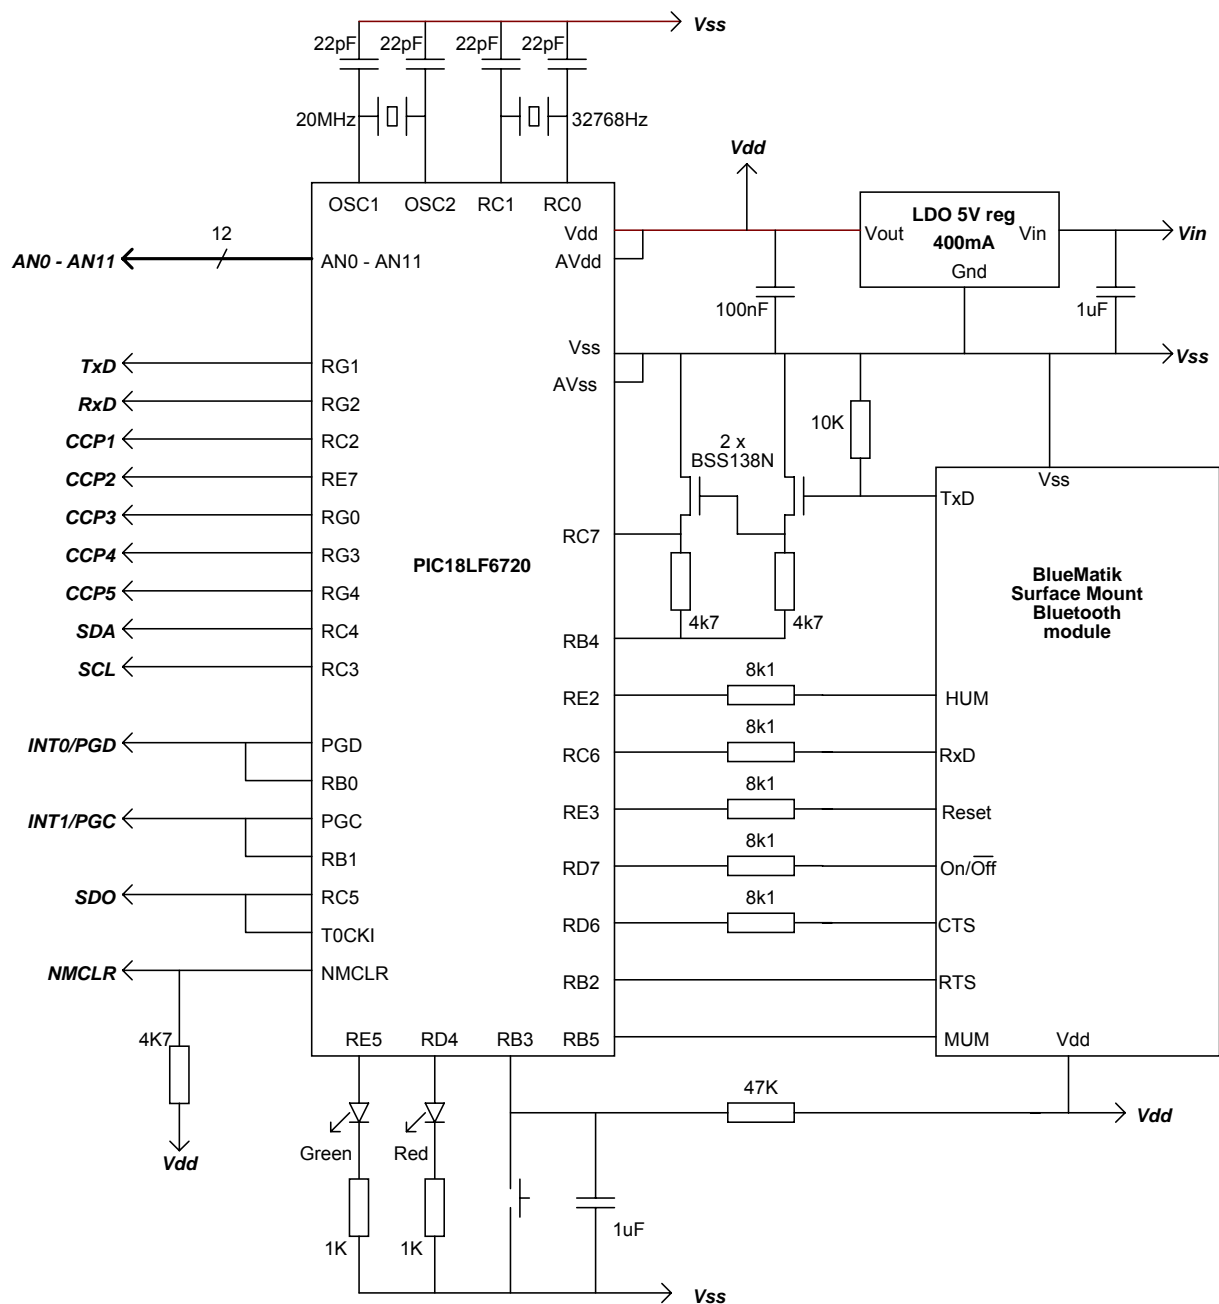 Vss
22pF 22pF 22pF 22pF
20MHz
32768Hz
OSC1 OSC2 RC1 RC0
Vdd
LDO 5V reg
400mA
Vout
Vin
Gnd
Vin
12
AN0 - AN11
AN0 - AN11
Vdd
AVdd
100nF
1uF
Vss
AVss
Vss
TxD
RG1
RxD
RG2
CCP1
RC2
CCP2
RE7
CCP3
RG0
CCP4
RG3
CCP5
RG4
SDA
RC4
SCL
RC3
INT0/PGD
PGD
RB0
INT1/PGC
PGC
RB1
SDO
RC5
T0CKI
NMCLR
NMCLR
4K7
Vdd
PIC18LF6720
10K
2 x
BSS138N
RC7
4k7
4k7
RB4
Vss
TxD
BlueMatik
Surface Mount
Bluetooth
module
RE2
8k1
HUM
RC6
8k1
RxD
RE3
8k1
Reset
RD7
8k1
On/Off
RD6
8k1
CTS
RB2
RTS
RE5 RD4 RB3 RB5
MUM
Vdd
47K
Vdd
Green
Red
1K
1K
1uF
Vss